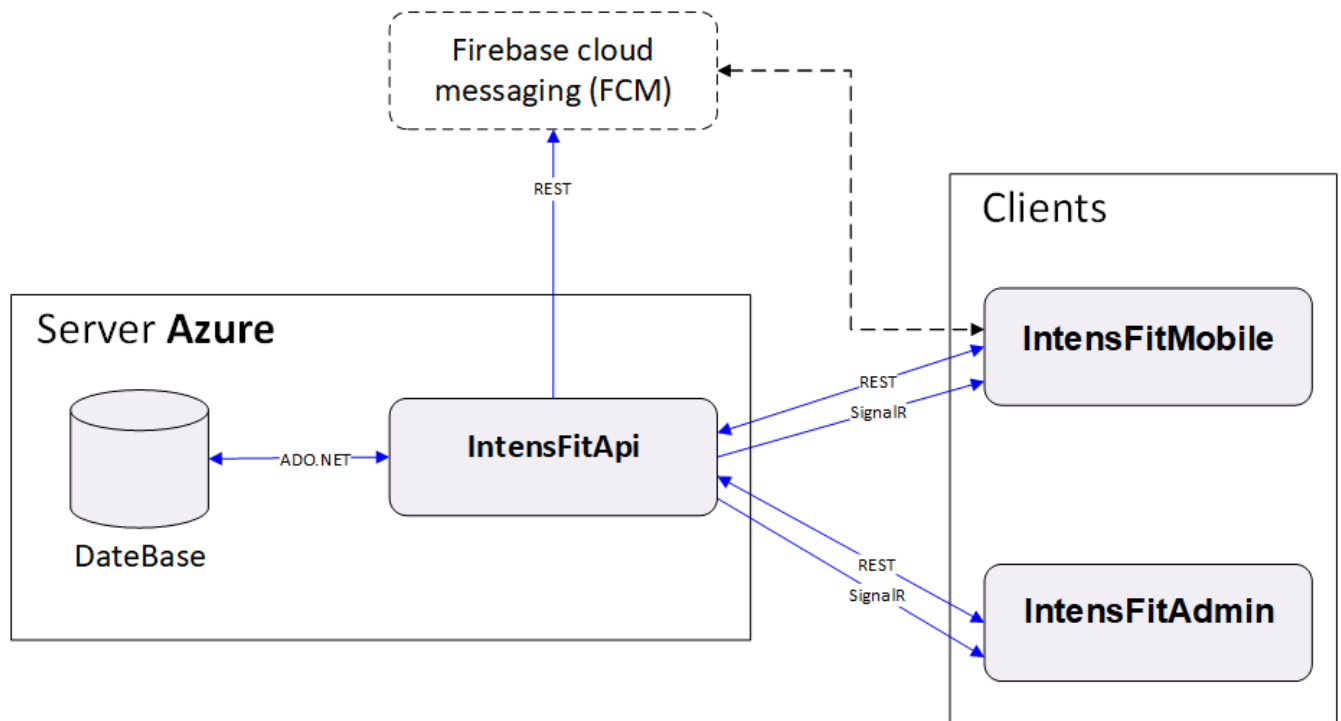 Firebase cloud
messaging (FCM)
REST
Clients
Server Azure
IntensFitMobile
REST
SignalR
IntensFitApi
ADO.NET
DateBase
REST
SignalR
IntensFitAdmin